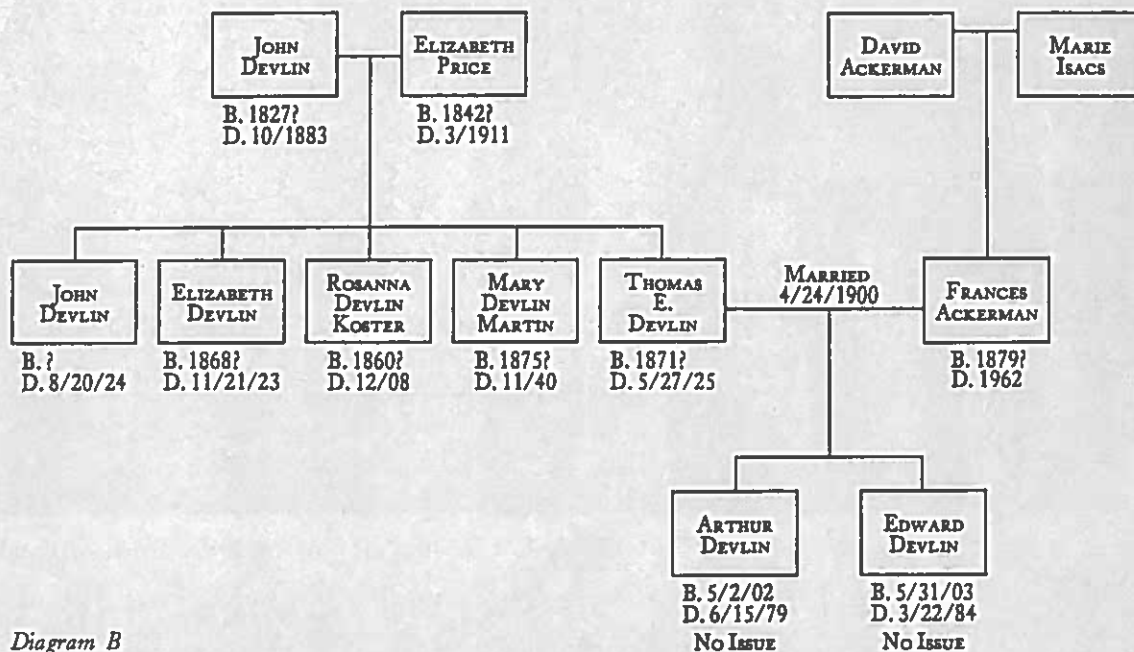 JOHN
DEVLIN
B. 1827?
D. 10/1883
ELIZABETH
PRICE
B. 1842?
D. 3/1911
DAVID
ACKERMAN
MARIE
ISACS
JOHN
DEVLIN
B. ?
D. 8/20/24
ELIZABETH
DEVLIN
B. 1868?
D. 11/21/23
ROSANNA
DEVLIN
KOSTER
B. 1860?
D. 12/08
MARY
DEVLIN
MARTIN
B. 1875?
D. 11/40
THOMAS
E.
DEVLIN
B. 1871?
D. 5/27/25
MARRIED
4/24/1900
FRANCES
ACKERMAN
B. 1879?
D. 1962
ARTHUR
DEVLIN
B. 5/2/02
D. 6/15/79
NO ISSUE
EDWARD
DEVLIN
B. 5/31/03
D. 3/22/84
NO ISSUE
Diagram B